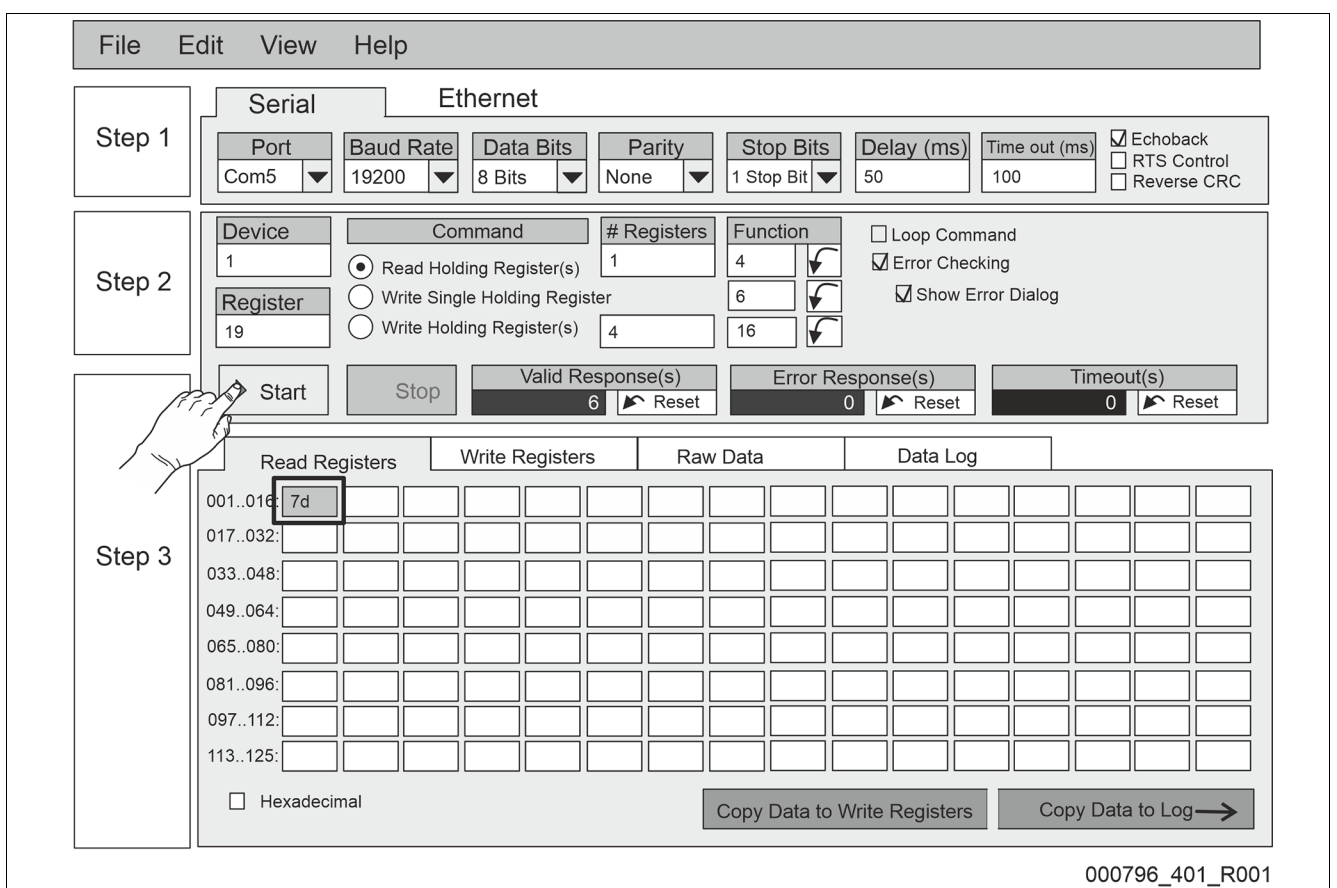 File Edit View Help
Step 1
Serial Ethernet
Port Baud Rate Data Bits Parity Stop Bits Delay (ms) Time out (ms)
Com5 19200 8 Bits None 1 Stop Bit 50 100
Echoback
RTS Control
Reverse CRC
Step 2
Device Command # Registers Function
1 Read Holding Register(s) 1 4
Write Single Holding Register 6
Register
19 Write Holding Register(s) 4 16
Loop Command
Error Checking
Show Error Dialog
Start Stop
Valid Response(s) Error Response(s) Timeout(s)
6 Reset 0 Reset 0 Reset
Step 3
Read Registers Write Registers Raw Data Data Log
001..016: 7d
017..032:
033..048:
049..064:
065..080:
081..096:
097..112:
113..125:
Hexadecimal
Copy Data to Write Registers Copy Data to Log
000796_401_R001